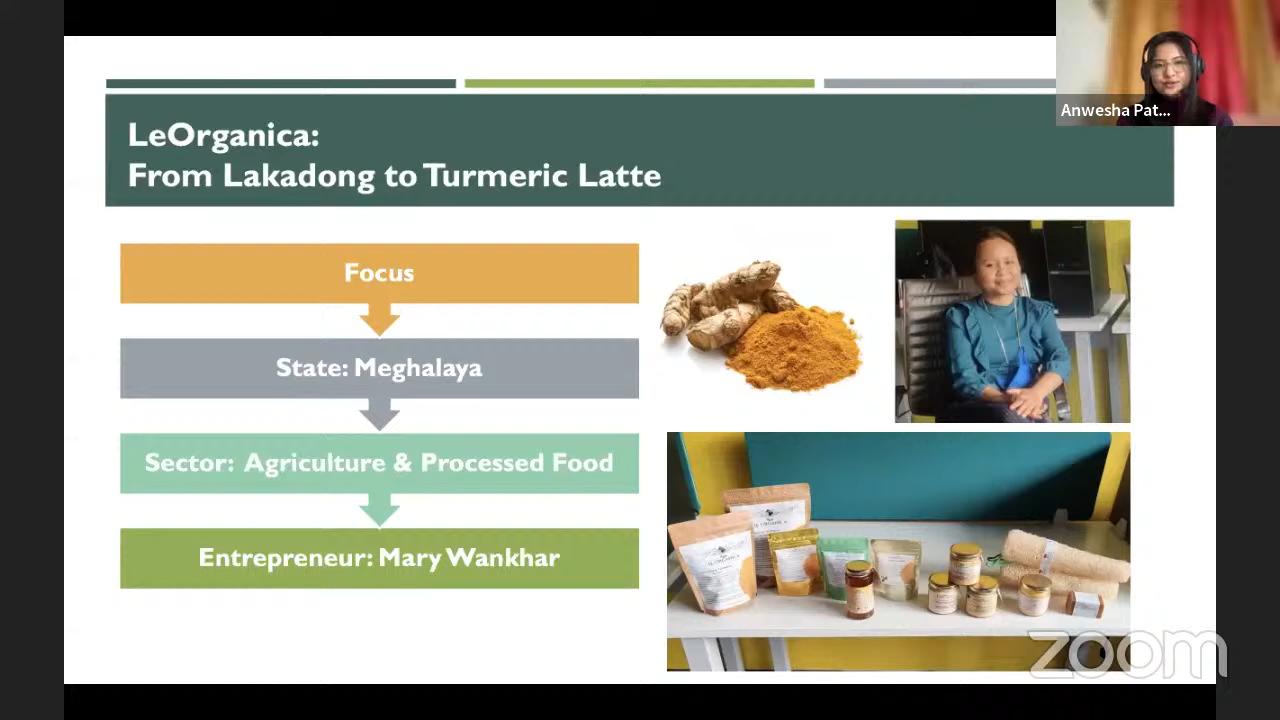 Anwesha Pat...
LeOrganica:
From Lakadong to Turmeric Latte
Focus
State: Meghalaya
Sector: Agriculture & Processed Food
Entrepreneur: Mary Wankhar
zoom